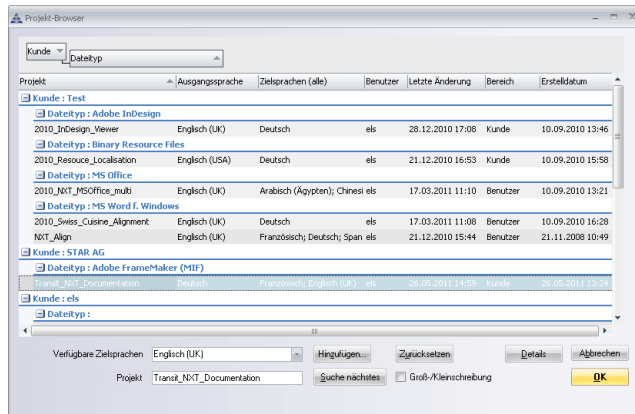 Projekt-Browser
Kunde
Dateityp
Projekt Ausgangssprache Zielsprachen (alle) Benutzer Letzte Änderung Bereich Erstelldatum
Kunde : Test
Dateityp : Adobe InDesign
2010_InDesign_Viewer Englisch (UK) Deutsch els 28.12.2010 17:08 Kunde 10.09.2010 13:46
Dateityp : Binary Resource Files
2010_Resouce_Localisation Englisch (USA) Deutsch els 21.12.2010 16:53 Kunde 10.09.2010 15:58
Dateityp : MS Office
2010_NXT_MSOffice_multi Englisch (UK) Arabisch (Ägypten); Chinesi els 17.03.2011 11:10 Benutzer 10.09.2010 13:21
Dateityp : MS Word f. Windows
2010_Swiss_Cuisine_Alignment Englisch (UK) Deutsch els 17.03.2011 11:08 Benutzer 10.09.2010 16:28
NXT_Align Englisch (UK) Französisch; Deutsch; Span els 21.12.2010 15:44 Benutzer 21.11.2008 10:49
Kunde : STAR AG
Dateityp : Adobe FrameMaker (MIF)
Transit_NXT_Documentation Deutsch Französisch; Englisch (UK) els 26.05.2011 14:59 Kunde 26.05.2011 13:24
Kunde : els
Dateityp :
Verfügbare Zielsprachen Englisch (UK) Hinzufügen... Zurücksetzen Details Abbrechen
Projekt Transit_NXT_Documentation Suche nächstes Groß-/Kleinschreibung OK